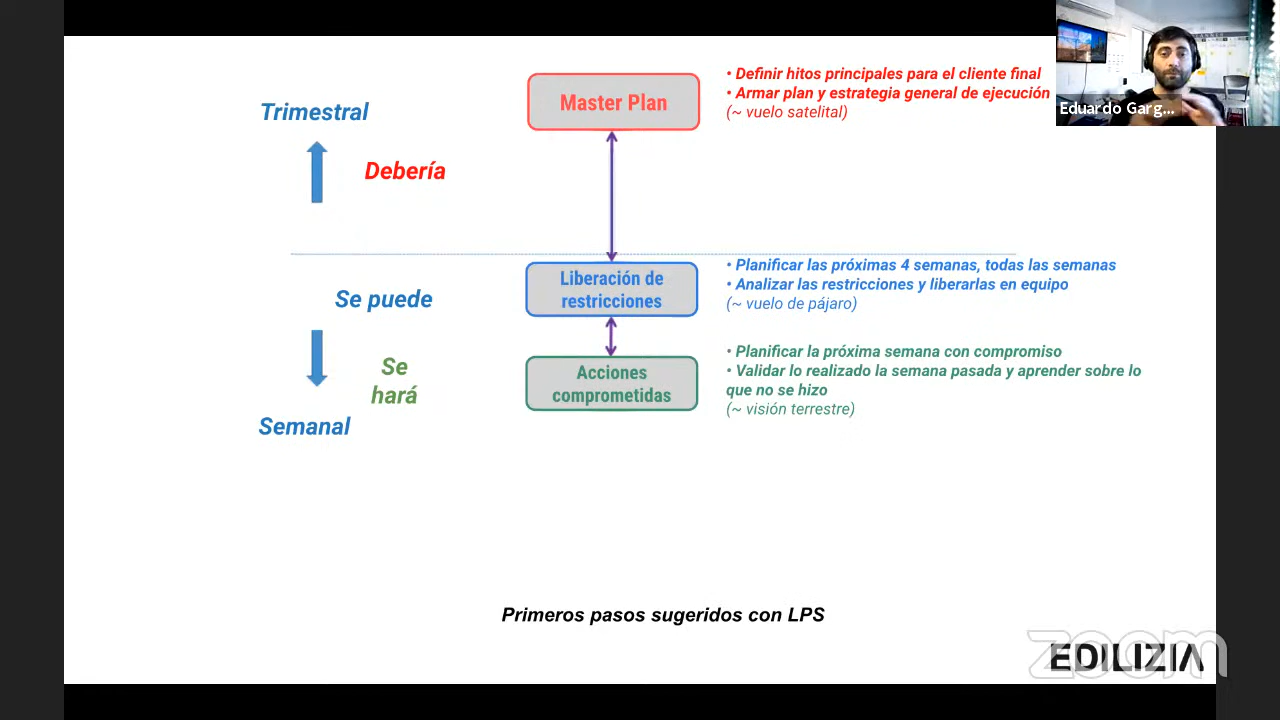 Trimestral
Debería
Se puede
Se
hará
Semanal
Master Plan
• Definir hitos principales para el cliente final
• Armar plan y estrategia general de ejecución
(~ vuelo satelital)
Liberación de
restricciones
• Planificar las próximas 4 semanas, todas las semanas
• Analizar las restricciones y liberarlas en equipo
(~ vuelo de pájaro)
Acciones
comprometidas
• Planificar la próxima semana con compromiso
• Validar lo realizado la semana pasada y aprender sobre lo
que no se hizo
(~ visión terrestre)
Eduardo Garg...
Primeros pasos sugeridos con LPS
zoom
EDILIZIA